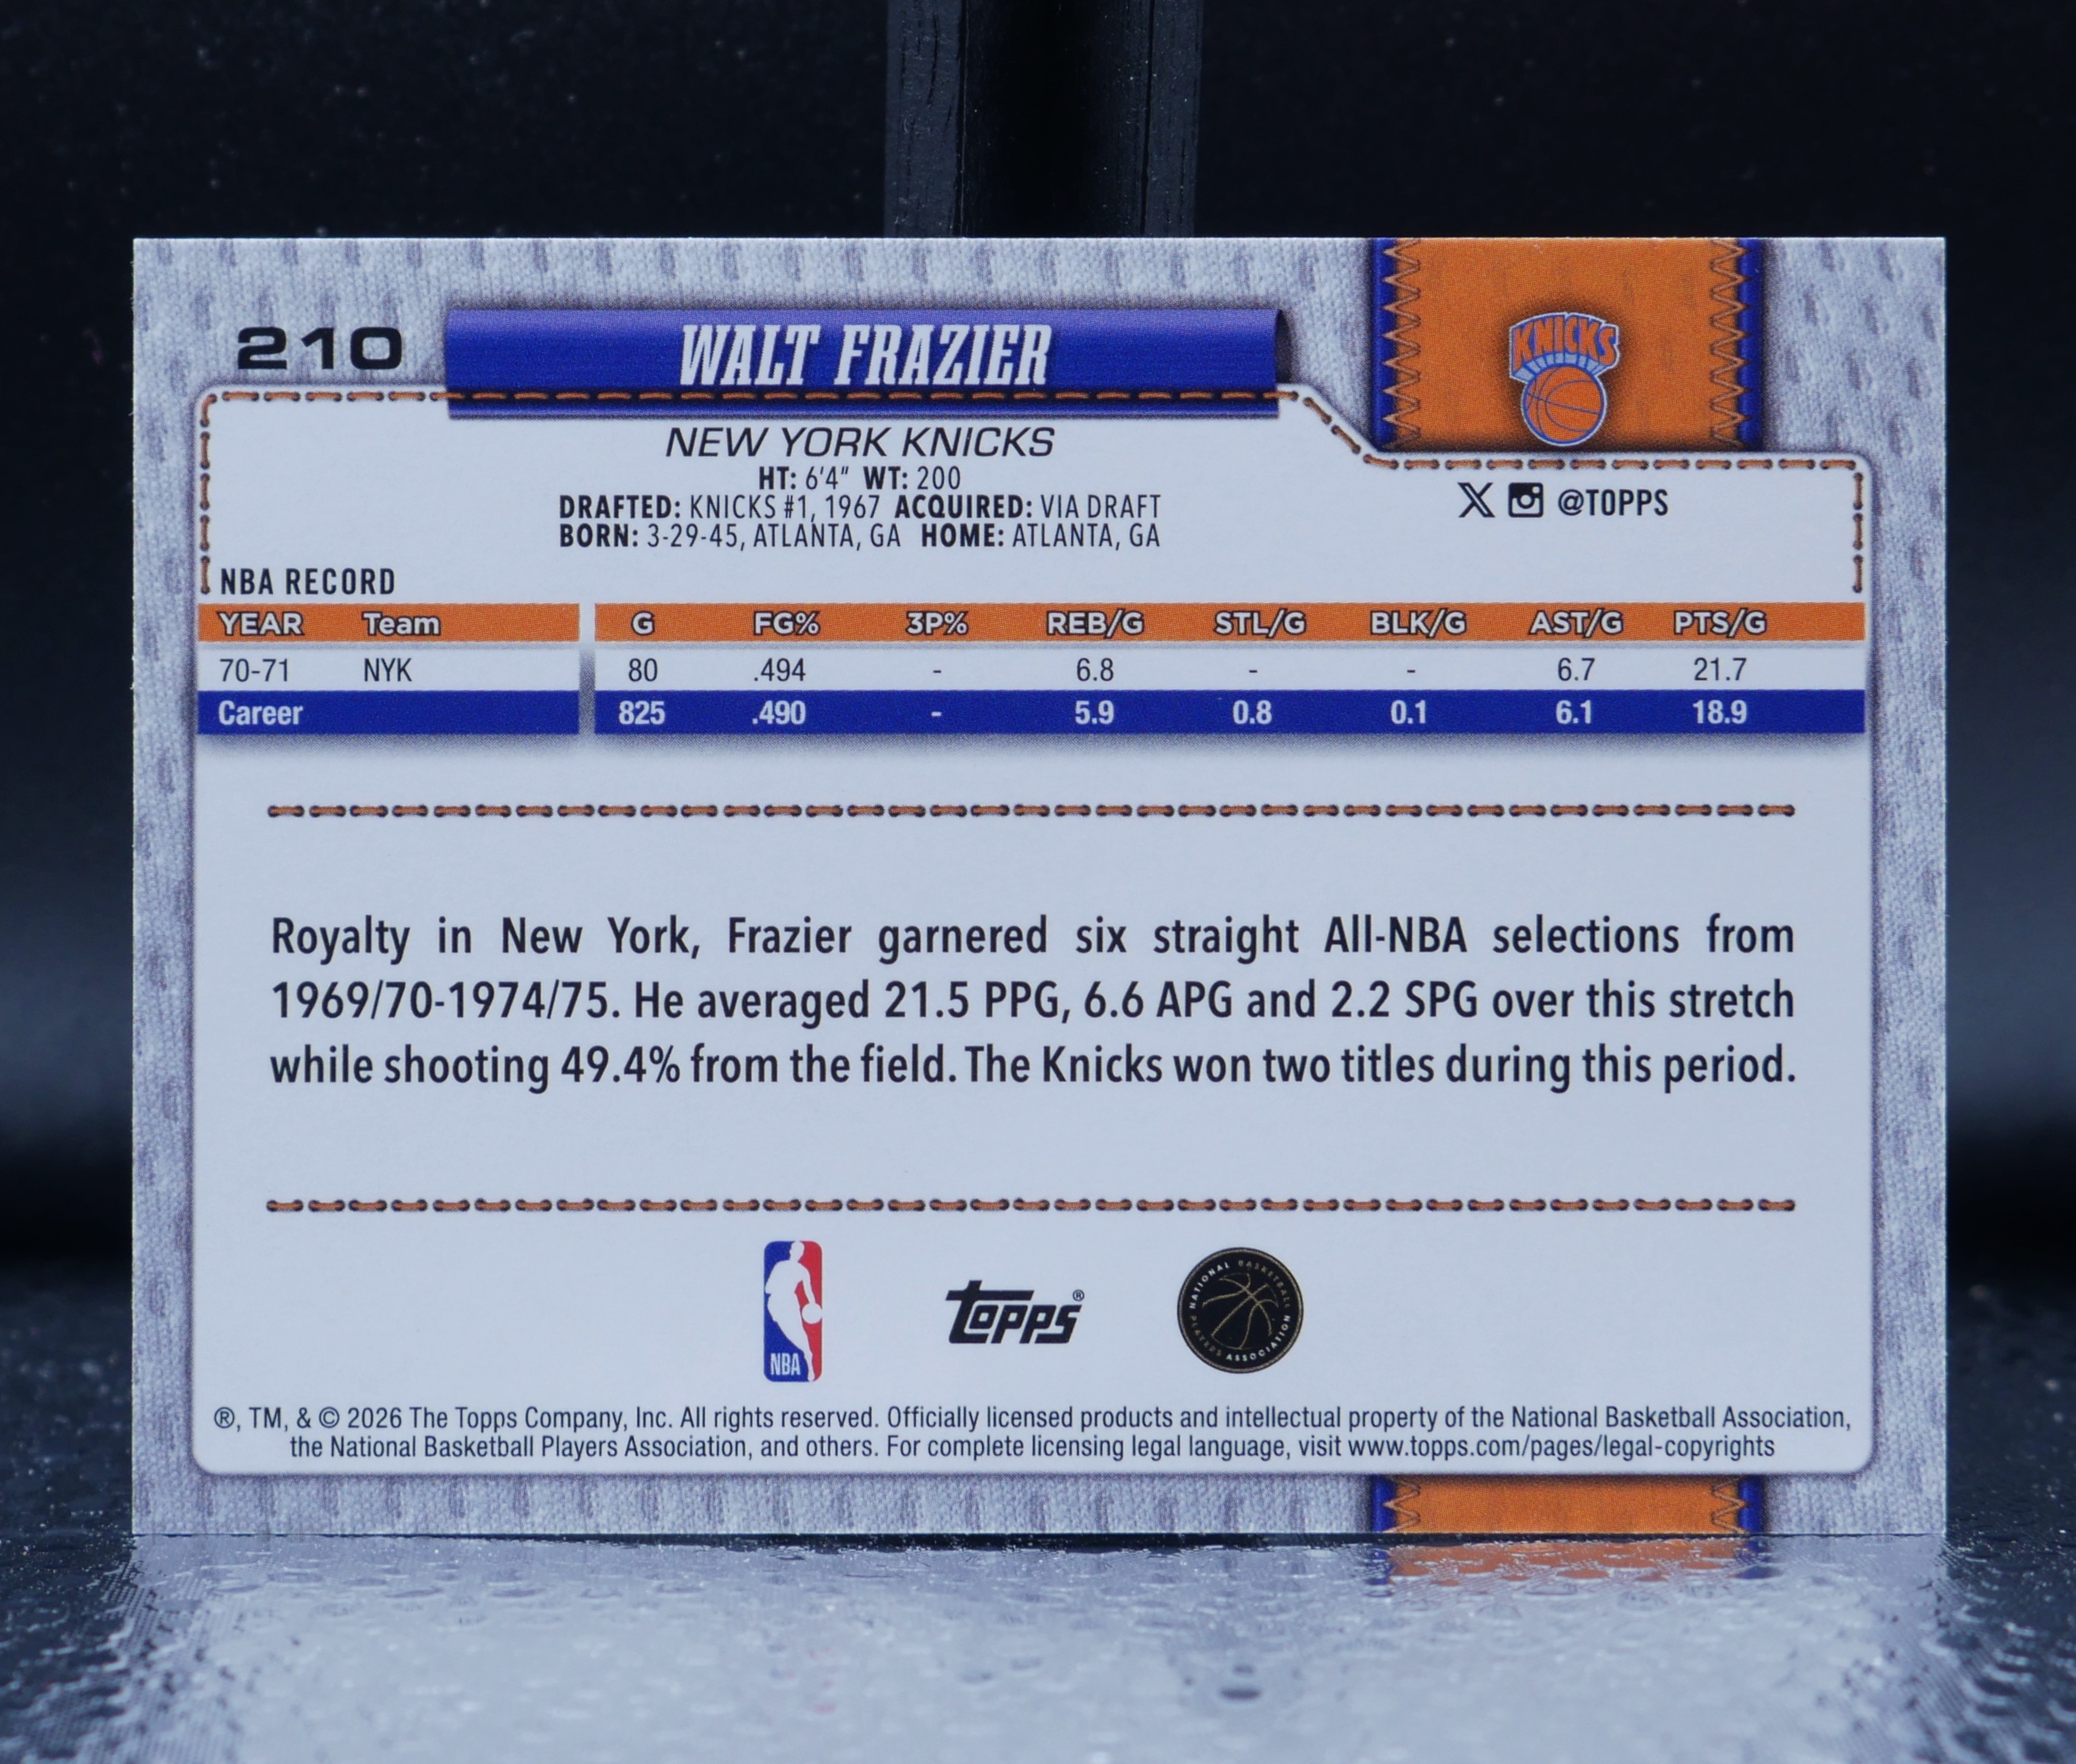 210
WALT FRAZIER
KNICKS
NEW YORK KNICKS
HT: 6'4" WT: 200
DRAFTED: KNICKS #1, 1967 ACQUIRED: VIA DRAFT
BORN: 3-29-45, ATLANTA, GA HOME: ATLANTA, GA
@TOPPS
NBA RECORD
YEAR Team G FG% 3P% REB/G STL/G BLK/G AST/G PTS/G
70-71 NYK 80 .494 - 6.8 - - 6.7 21.7
Career 825 .490 - 5.9 0.8 0.1 6.1 18.9
Royalty in New York, Frazier garnered six straight All-NBA selections from
1969/70-1974/75. He averaged 21.5 PPG, 6.6 APG and 2.2 SPG over this stretch
while shooting 49.4% from the field. The Knicks won two titles during this period.
NBA
topps®
NATIONAL BASKETBALL PLAYERS ASSOCIATION
®, TM, & © 2026 The Topps Company, Inc. All rights reserved. Officially licensed products and intellectual property of the National Basketball Association,
the National Basketball Players Association, and others. For complete licensing legal language, visit www.topps.com/pages/legal-copyrights